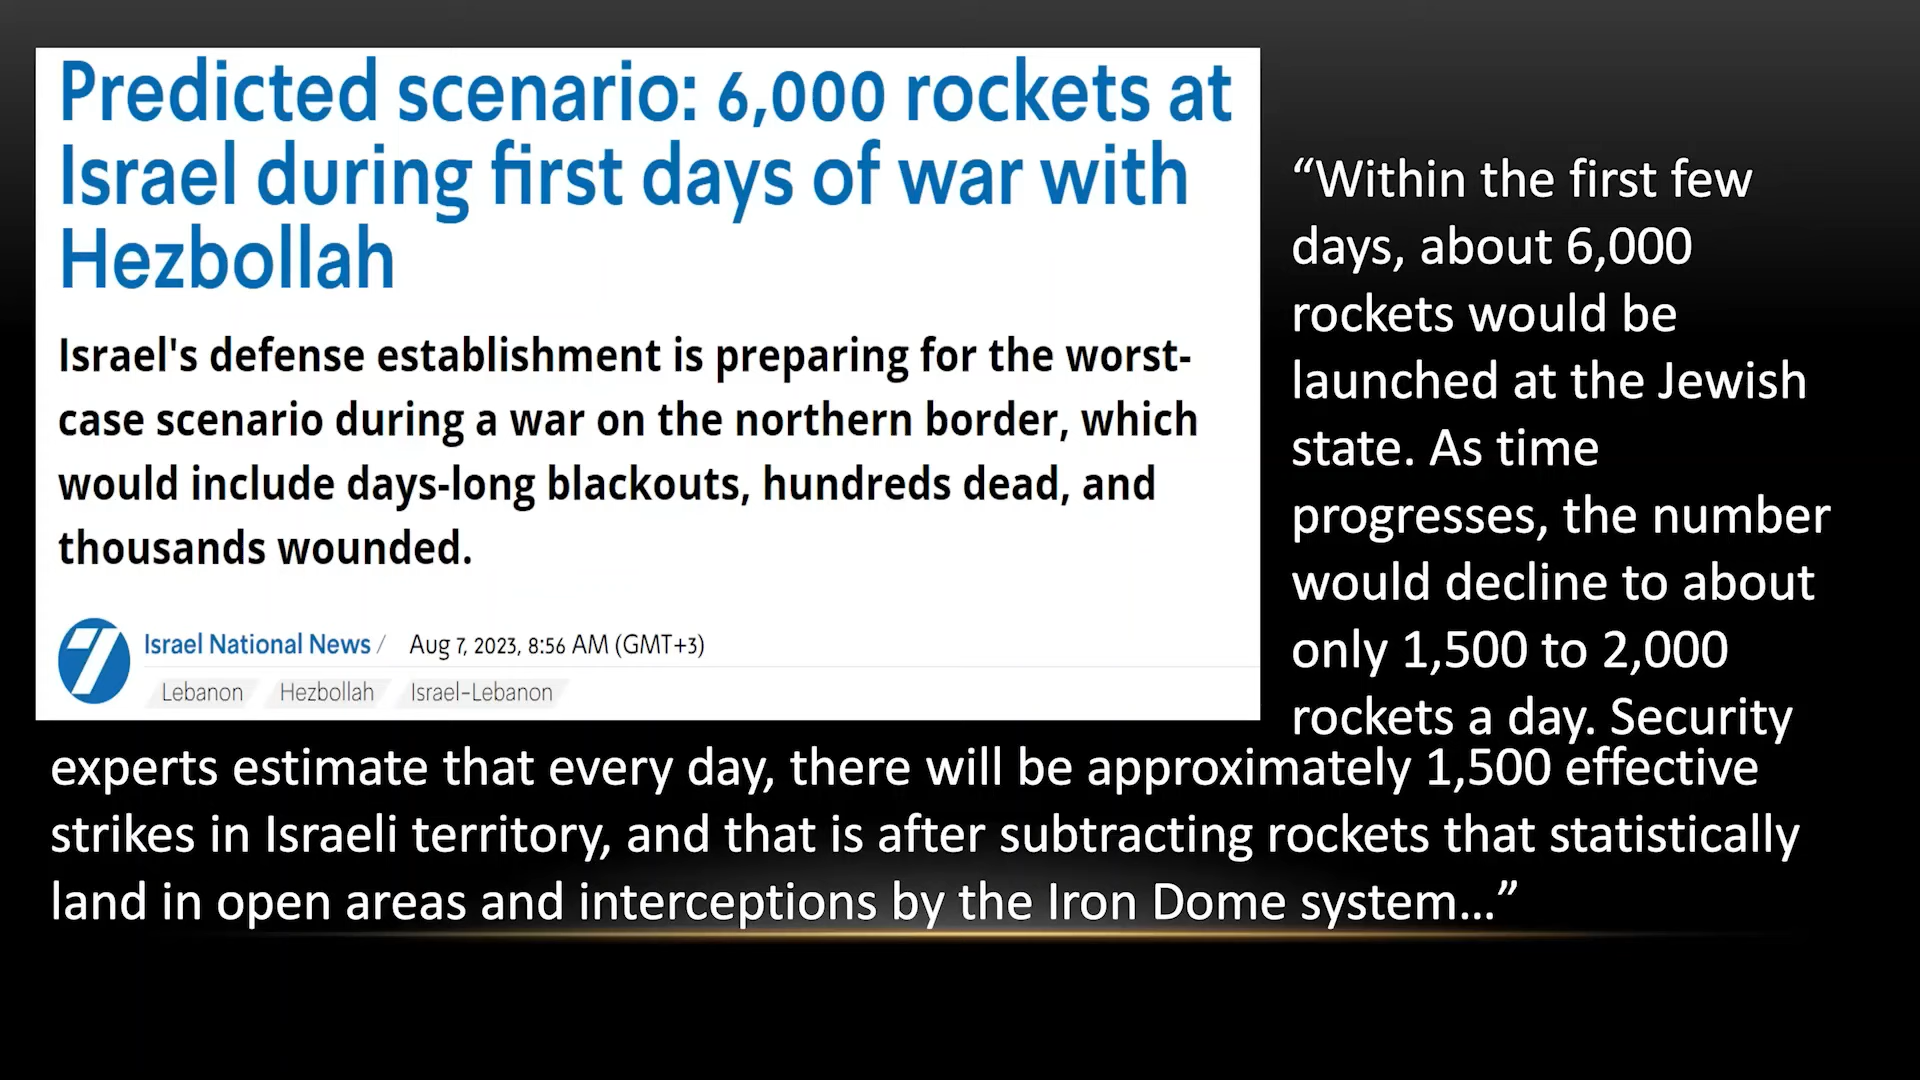 Predicted scenario: 6,000 rockets at
Israel during first days of war with
Hezbollah
Israel's defense establishment is preparing for the worst-
case scenario during a war on the northern border, which
would include days-long blackouts, hundreds dead, and
thousands wounded.
7
Israel National News / Aug 7, 2023, 8:56 AM (GMT+3)
Lebanon Hezbollah Israel-Lebanon
“Within the first few
days, about 6,000
rockets would be
launched at the Jewish
state. As time
progresses, the number
would decline to about
only 1,500 to 2,000
rockets a day. Security
experts estimate that every day, there will be approximately 1,500 effective
strikes in Israeli territory, and that is after subtracting rockets that statistically
land in open areas and interceptions by the Iron Dome system…”